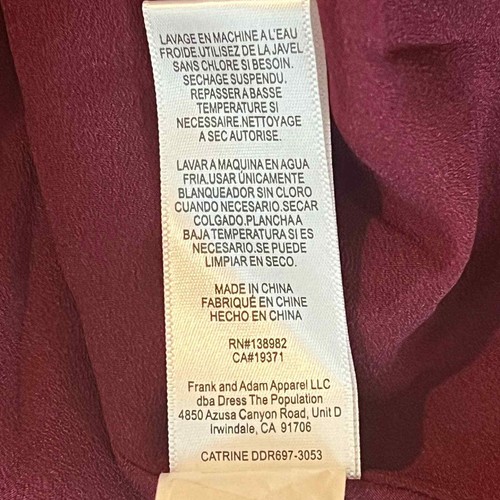 LAVAGE EN MACHINE A L'EAU
FROIDE.UTILISEZ DE LA JAVEL
SANS CHLORE SI BESOIN.
SECHAGE SUSPENDU.
REPASSER A BASSE
TEMPERATURE SI
NECESSAIRE.NETTOYAGE
A SEC AUTORISE.
LAVAR A MAQUINA EN AGUA
FRIA.USAR ÚNICAMENTE
BLANQUEADOR SIN CLORO
CUANDO NECESARIO.SECAR
COLGADO.PLANCHA A
BAJA TEMPERATURA SI ES
NECESARIO.SE PUEDE
LIMPIAR EN SECO.
MADE IN CHINA
FABRIQUÉ EN CHINE
HECHO EN CHINA
RN#138982
CA#19371
Frank and Adam Apparel LLC
dba Dress The Population
4850 Azusa Canyon Road, Unit D
Irwindale, CA 91706
CATRINE DDR697-3053